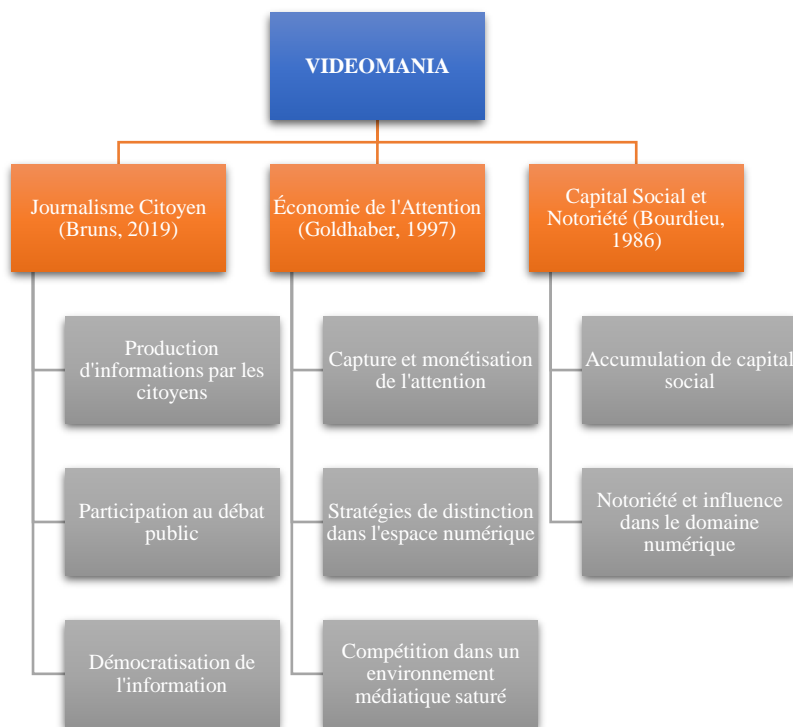 VIDEOMANIA
Journalisme Citoyen
(Bruns, 2019)
Économie de l'Attention
(Goldhaber, 1997)
Capital Social et
Notoriété (Bourdieu,
1986)
Production
d'informations par les
citoyens
Participation au débat
public
Démocratisation de
l'information
Capture et monétisation
de l'attention
Stratégies de distinction
dans l'espace numérique
Compétition dans un
environnement
médiatique saturé
Accumulation de capital
social
Notoriété et influence
dans le domaine
numérique